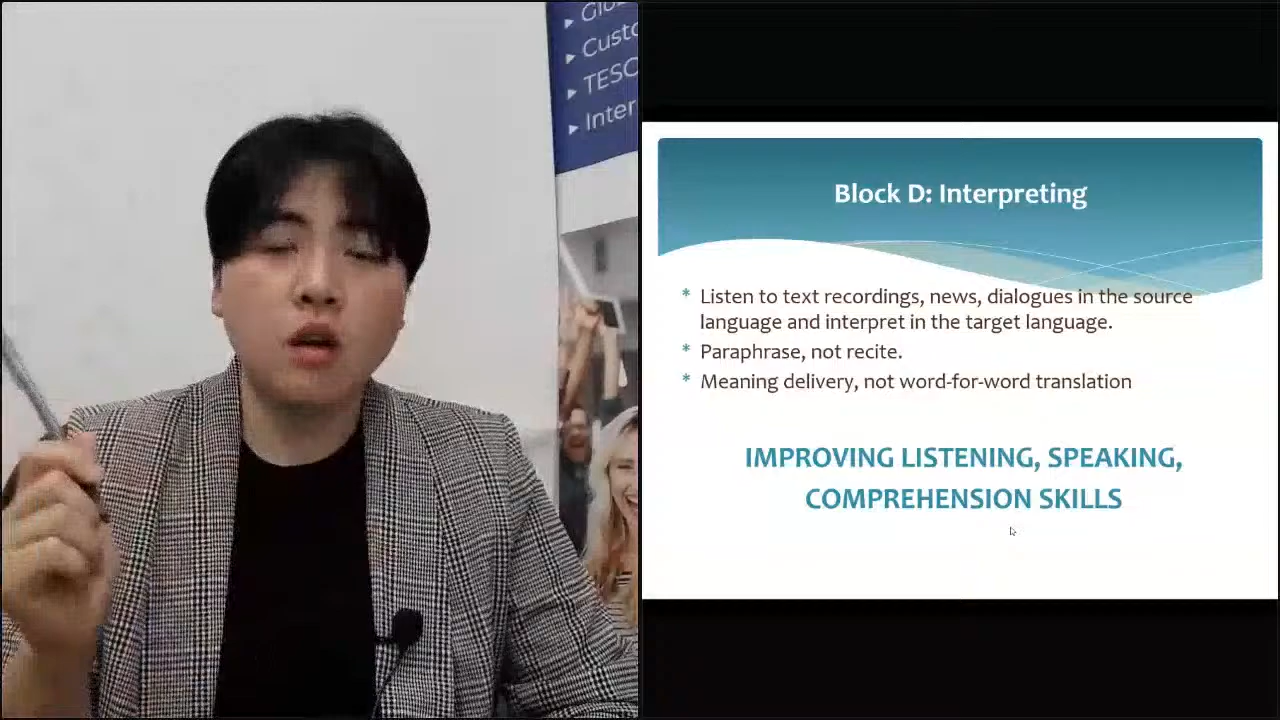 Custo
TESO
Inter
Block D: Interpreting
* Listen to text recordings, news, dialogues in the source
language and interpret in the target language.
* Paraphrase, not recite.
* Meaning delivery, not word-for-word translation
IMPROVING LISTENING, SPEAKING,
COMPREHENSION SKILLS